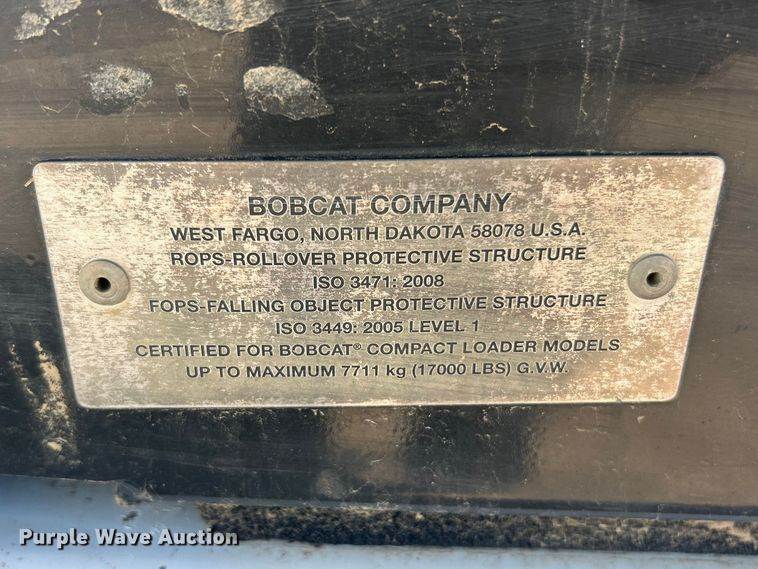 BOBCAT COMPANY
WEST FARGO, NORTH DAKOTA 58078 U.S.A.
ROPS-ROLLOVER PROTECTIVE STRUCTURE
ISO 3471: 2008
FOPS-FALLING OBJECT PROTECTIVE STRUCTURE
ISO 3449: 2005 LEVEL 1
CERTIFIED FOR BOBCAT® COMPACT LOADER MODELS
UP TO MAXIMUM 7711 kg (17000 LBS) G.V.W.
Purple Wave Auction